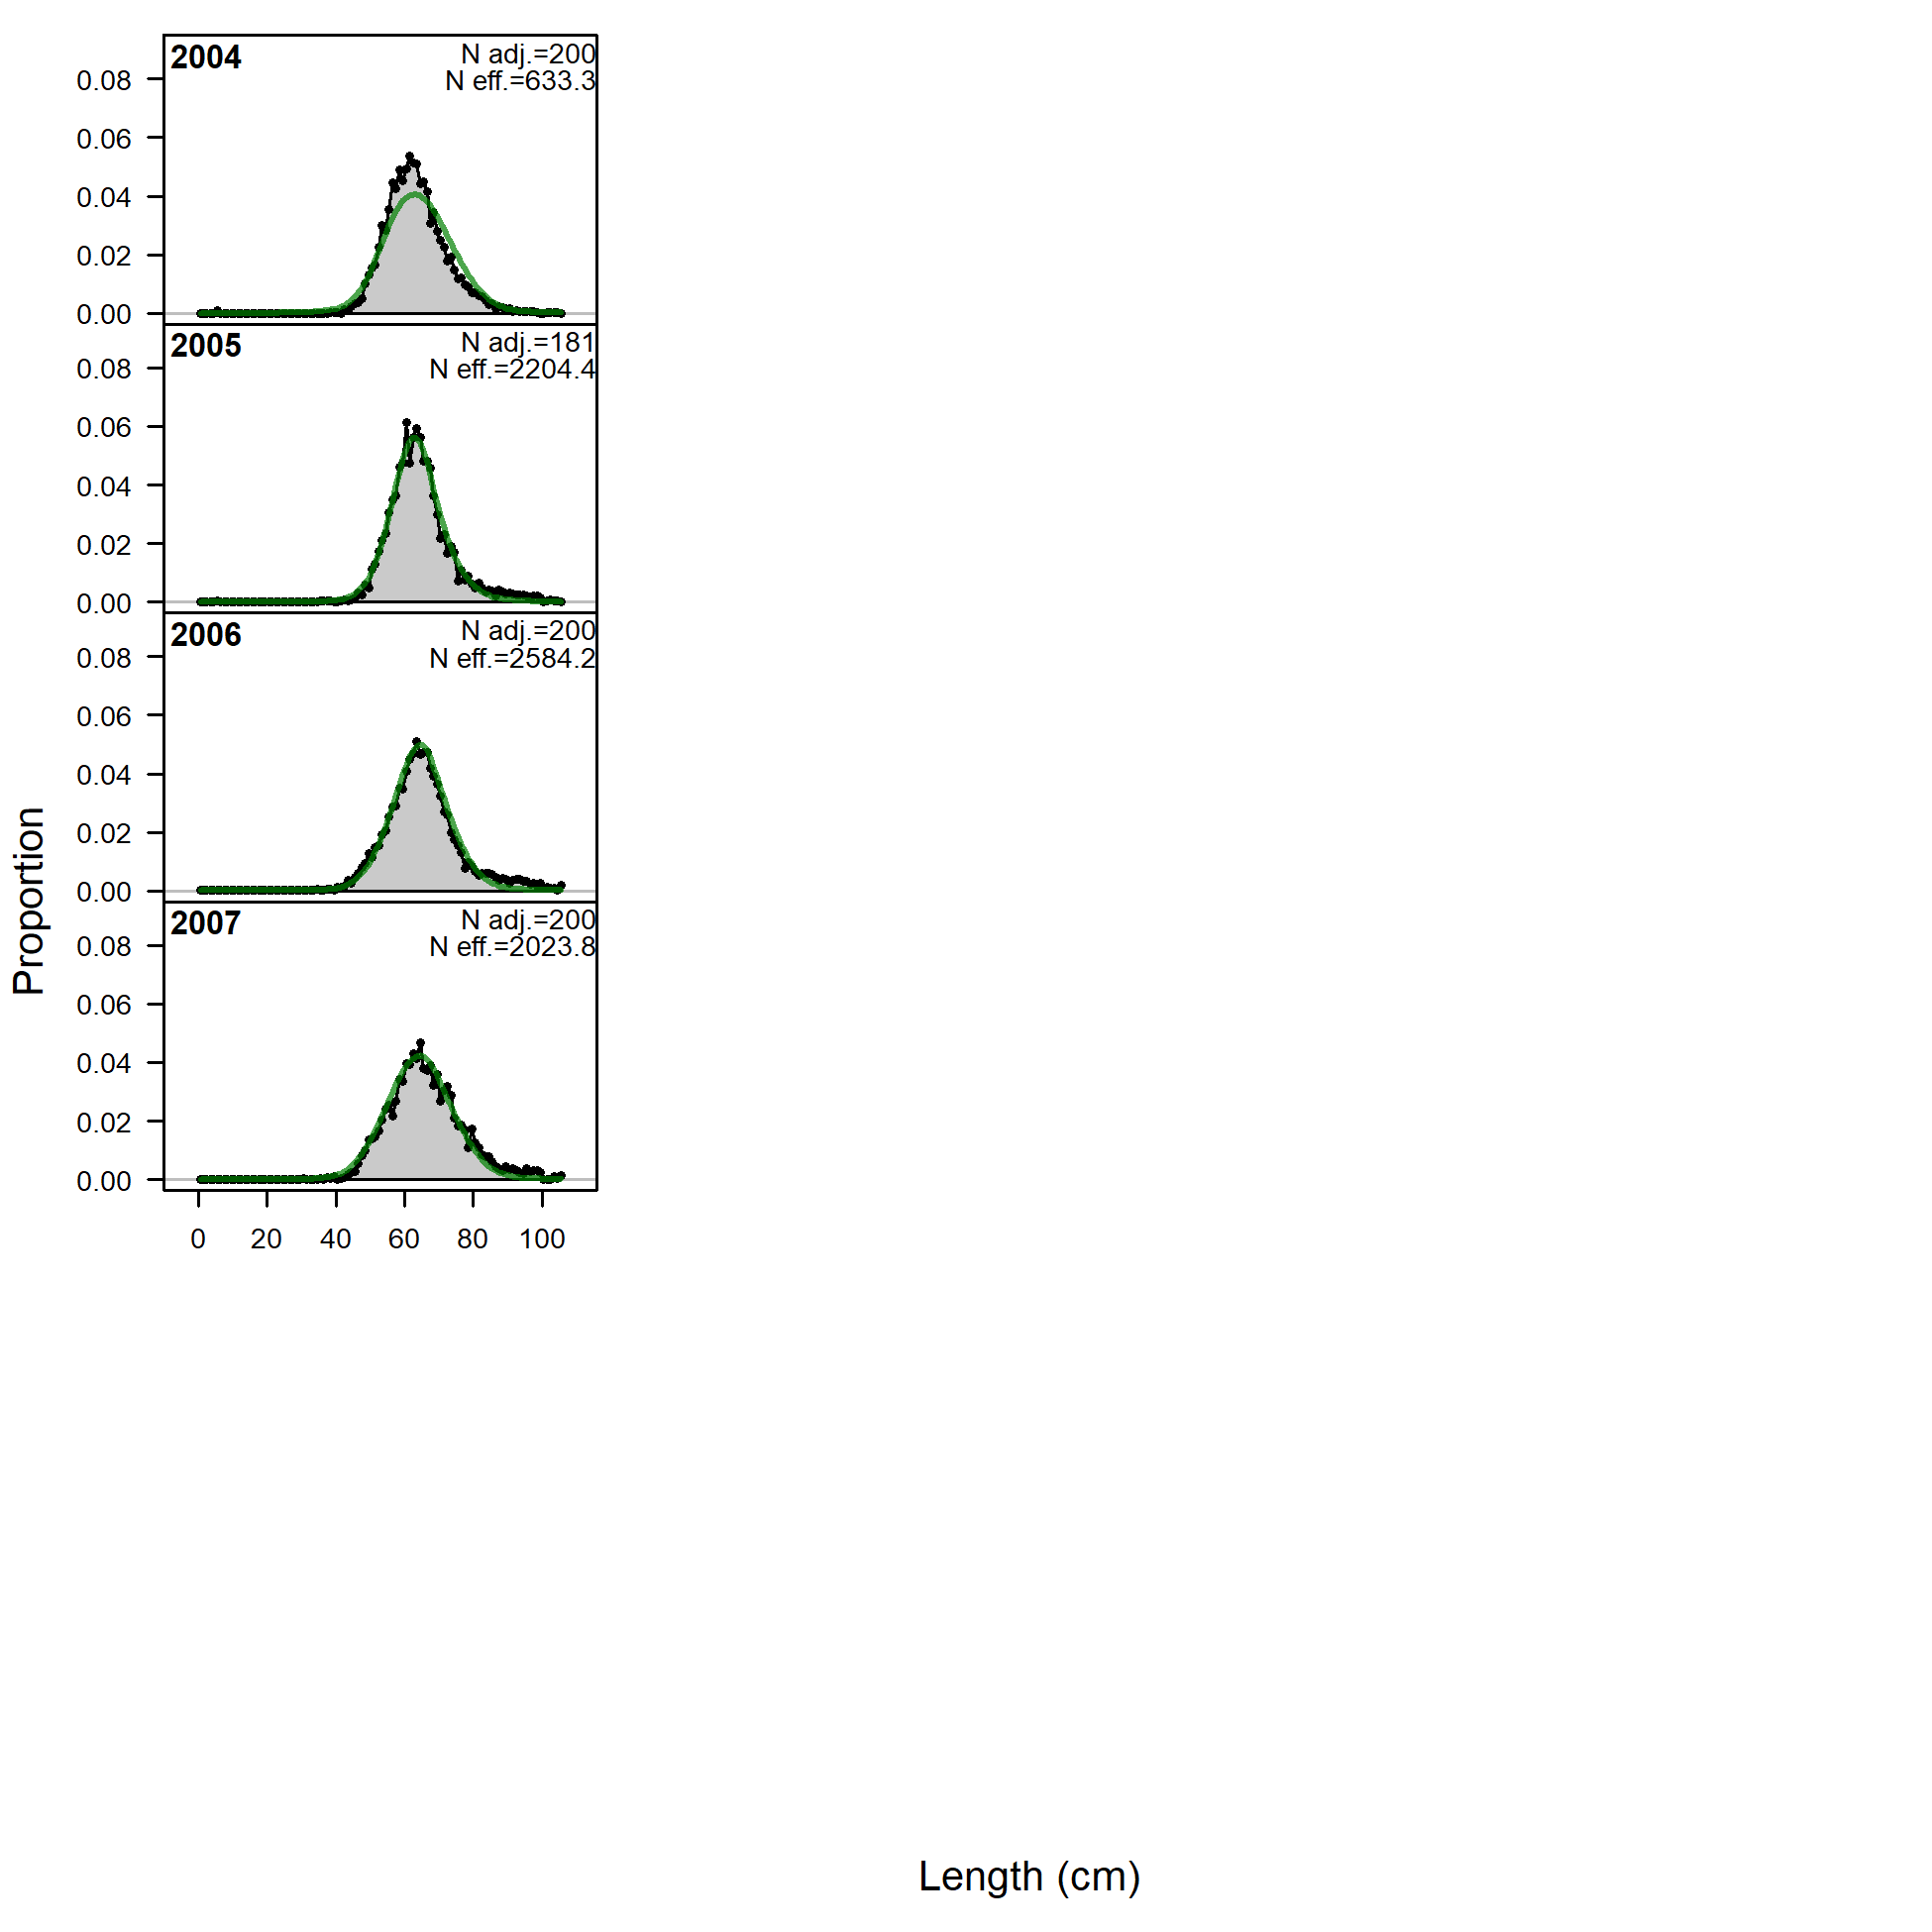 2004
N adj.=200
N eff.=633.3
0.08
0.06
0.04
0.02
0.00
2005
N adj.=181
N eff.=2204.4
0.08
0.06
0.04
0.02
0.00
2006
N adj.=200
N eff.=2584.2
0.08
0.06
0.04
0.02
0.00
2007
N adj.=200
N eff.=2023.8
0.08
0.06
0.04
0.02
0.00
0 20 40 60 80 100
Proportion
Length (cm)